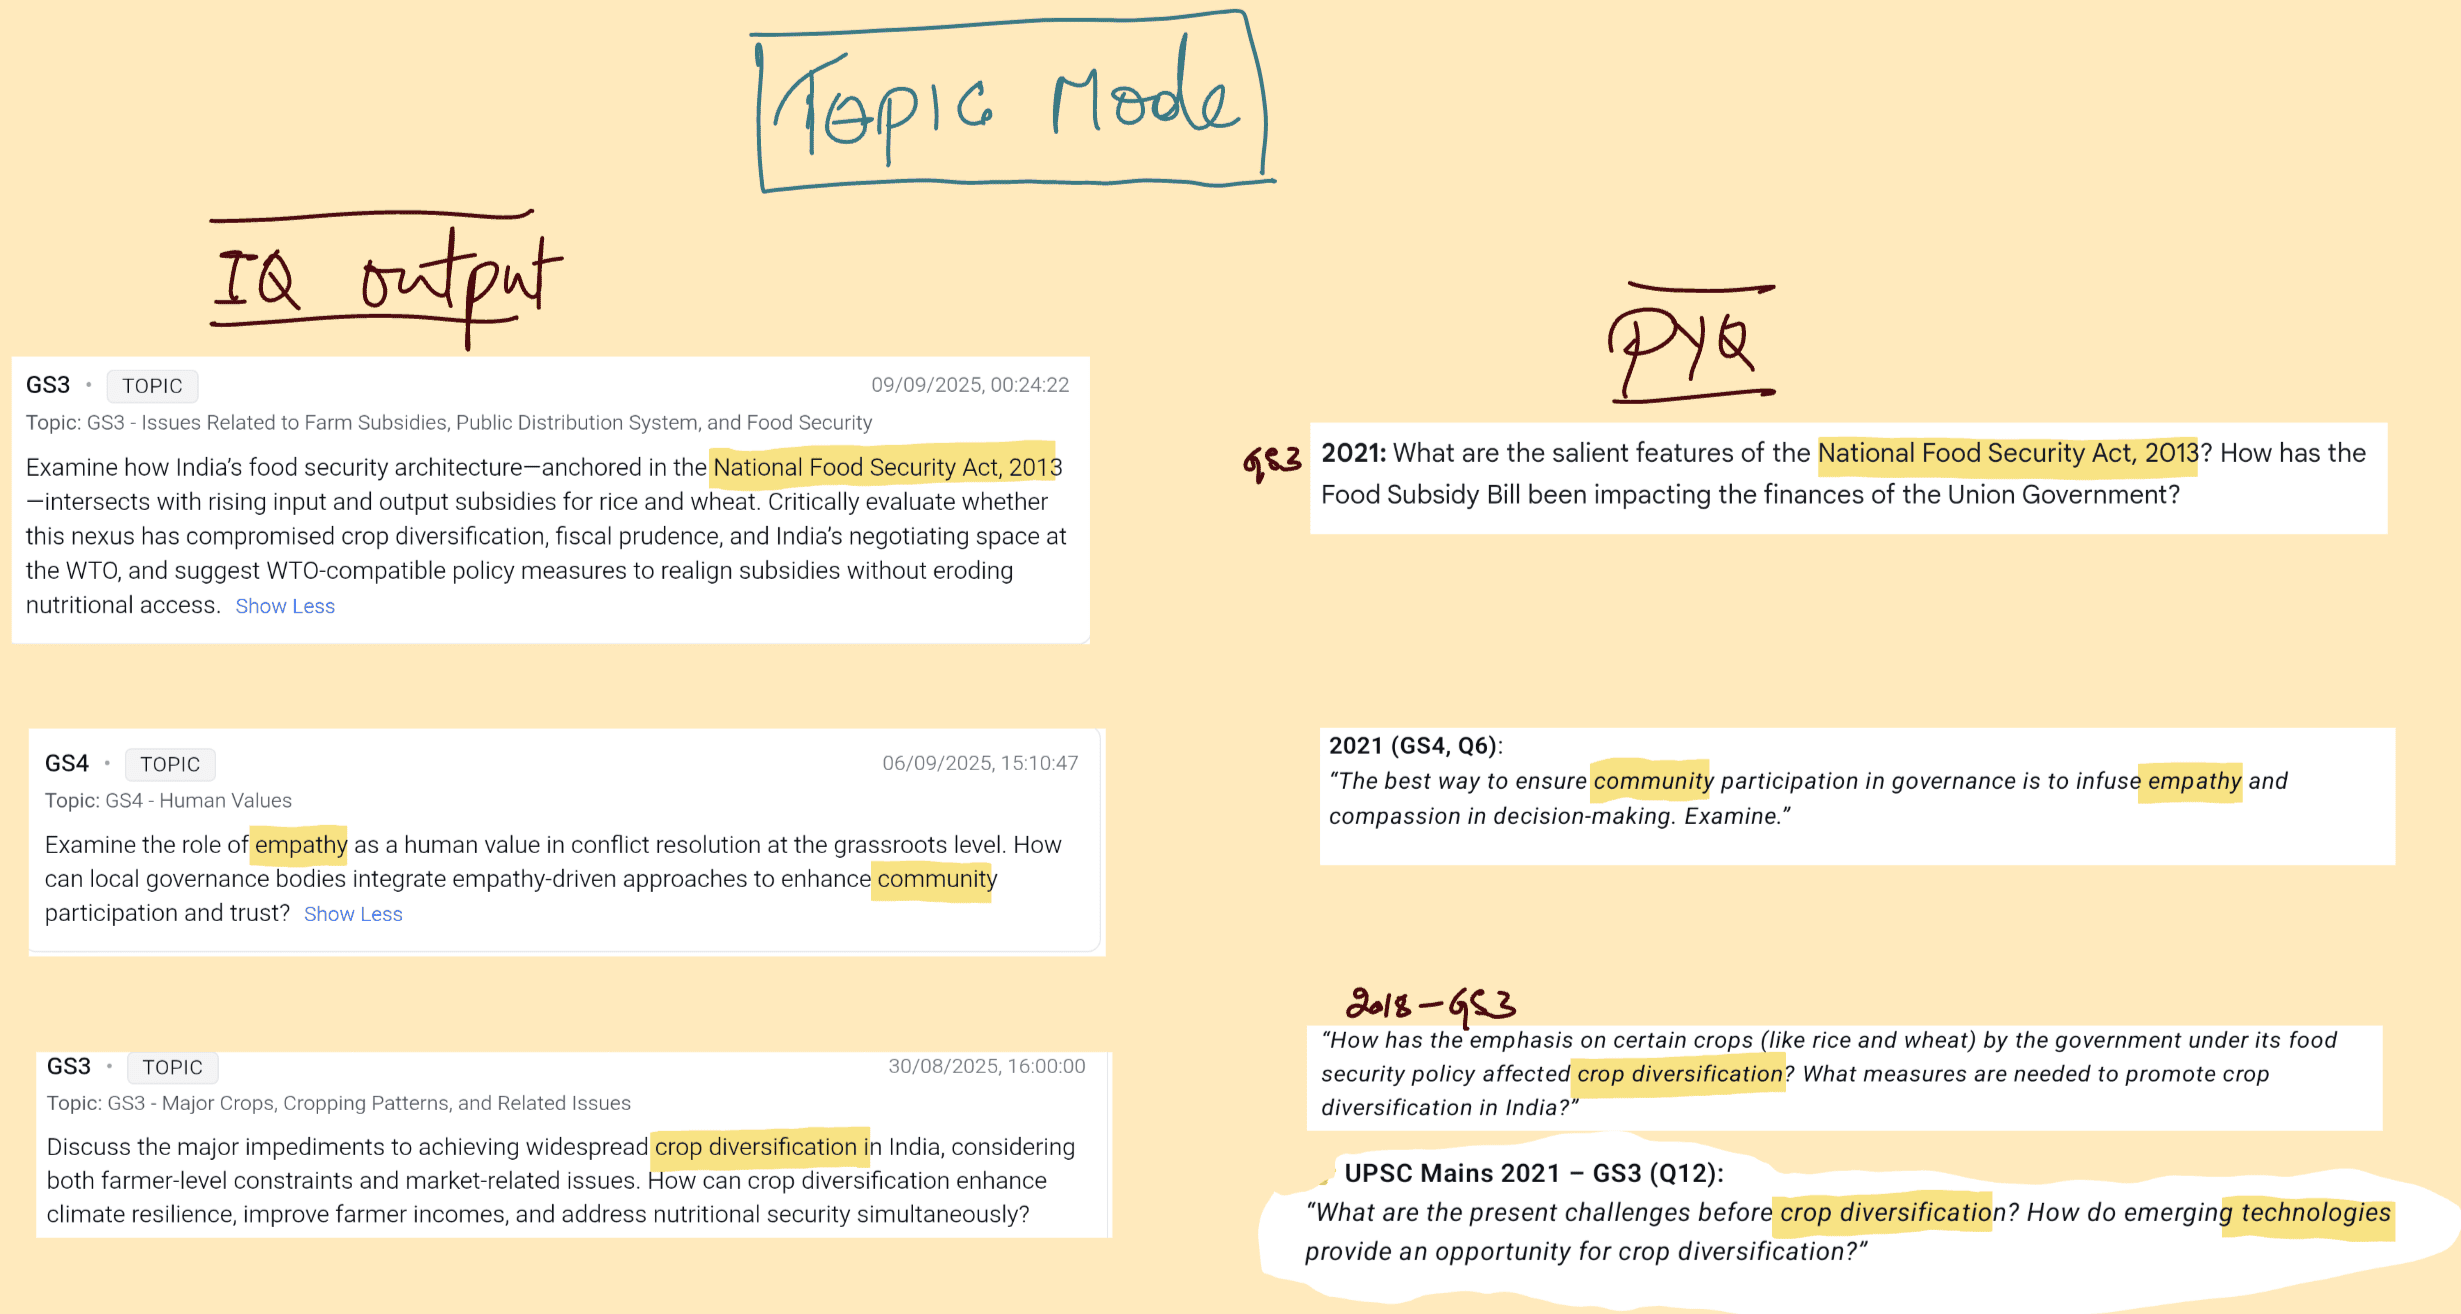 Topic Mode
IQ output
GS3 • TOPIC 09/09/2025, 00:24:22
Topic: GS3 - Issues Related to Farm Subsidies, Public Distribution System, and Food Security
Examine how India's food security architecture—anchored in the National Food Security Act, 2013
—intersects with rising input and output subsidies for rice and wheat. Critically evaluate whether
this nexus has compromised crop diversification, fiscal prudence, and India's negotiating space at
the WTO, and suggest WTO-compatible policy measures to realign subsidies without eroding
nutritional access. Show Less
GS4 • TOPIC 06/09/2025, 15:10:47
Topic: GS4 - Human Values
Examine the role of empathy as a human value in conflict resolution at the grassroots level. How
can local governance bodies integrate empathy-driven approaches to enhance community
participation and trust? Show Less
GS3 • TOPIC 30/08/2025, 16:00:00
Topic: GS3 - Major Crops, Cropping Patterns, and Related Issues
Discuss the major impediments to achieving widespread crop diversification in India, considering
both farmer-level constraints and market-related issues. How can crop diversification enhance
climate resilience, improve farmer incomes, and address nutritional security simultaneously?
PYQ
GS3
2021: What are the salient features of the National Food Security Act, 2013? How has the
Food Subsidy Bill been impacting the finances of the Union Government?
2021 (GS4, Q6):
“The best way to ensure community participation in governance is to infuse empathy and
compassion in decision-making. Examine.”
2018 - GS3
“How has the emphasis on certain crops (like rice and wheat) by the government under its food
security policy affected crop diversification? What measures are needed to promote crop
diversification in India?”
UPSC Mains 2021 – GS3 (Q12):
“What are the present challenges before crop diversification? How do emerging technologies
provide an opportunity for crop diversification?”